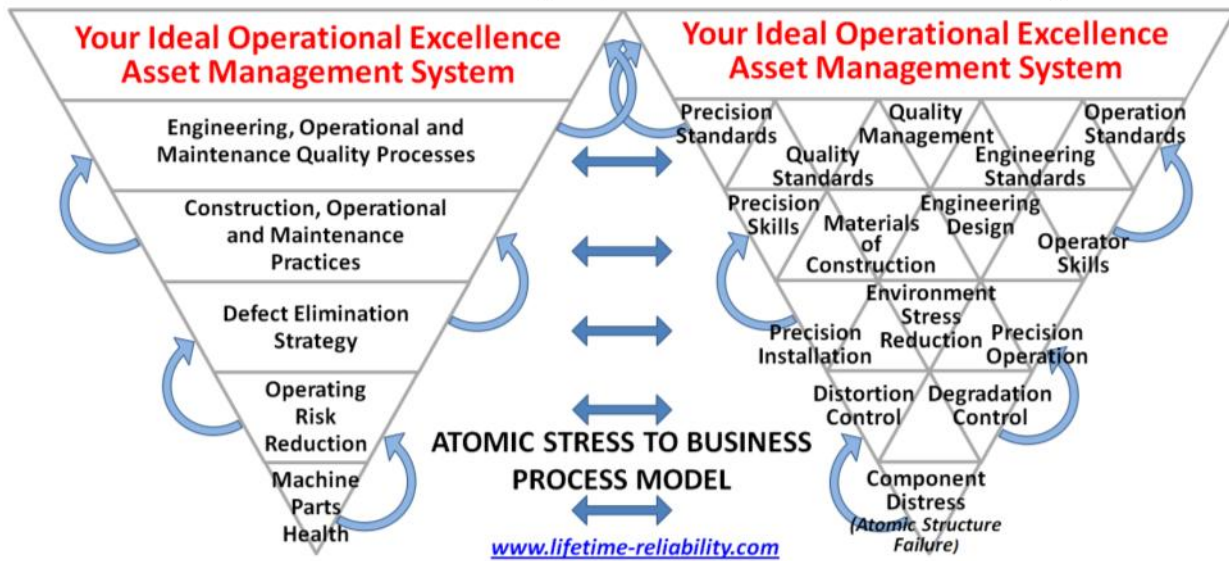 Your Ideal Operational Excellence
Asset Management System
Engineering, Operational and
Maintenance Quality Processes
Construction, Operational
and Maintenance
Practices
Defect Elimination
Strategy
Operating
Risk
Reduction
Machine
Parts
Health
ATOMIC STRESS TO BUSINESS
PROCESS MODEL
www.lifetime-reliability.com
Your Ideal Operational Excellence
Asset Management System
Precision
Standards
Quality
Management
Operation
Standards
Quality
Standards
Engineering
Standards
Precision
Skills
Materials
of
Construction
Engineering
Design
Operator
Skills
Precision
Installation
Environment
Stress
Reduction
Precision
Operation
Distortion
Control
Degradation
Control
Component
Distress
(Atomic Structure
Failure)